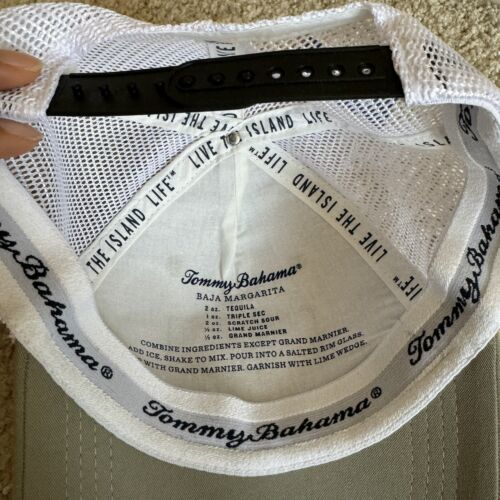 LIVE THE
LIVE THE ISLAND LIFE™
THE ISLAND LIFE™
LIVE THE ISLAND LIFE™
LIFE™
Tommy Bahama®
BAJA MARGARITA
2 oz. TEQUILA
1 oz. TRIPLE SEC
2 oz. SCRATCH SOUR
½ oz. LIME JUICE
½ oz. GRAND MARNIER
COMBINE INGREDIENTS EXCEPT GRAND MARNIER.
ADD ICE, SHAKE TO MIX. POUR INTO A SALTED RIM GLASS.
WITH GRAND MARNIER. GARNISH WITH LIME WEDGE.
Tommy Bahama®
Tommy Bahama®
Tommy Bahama®